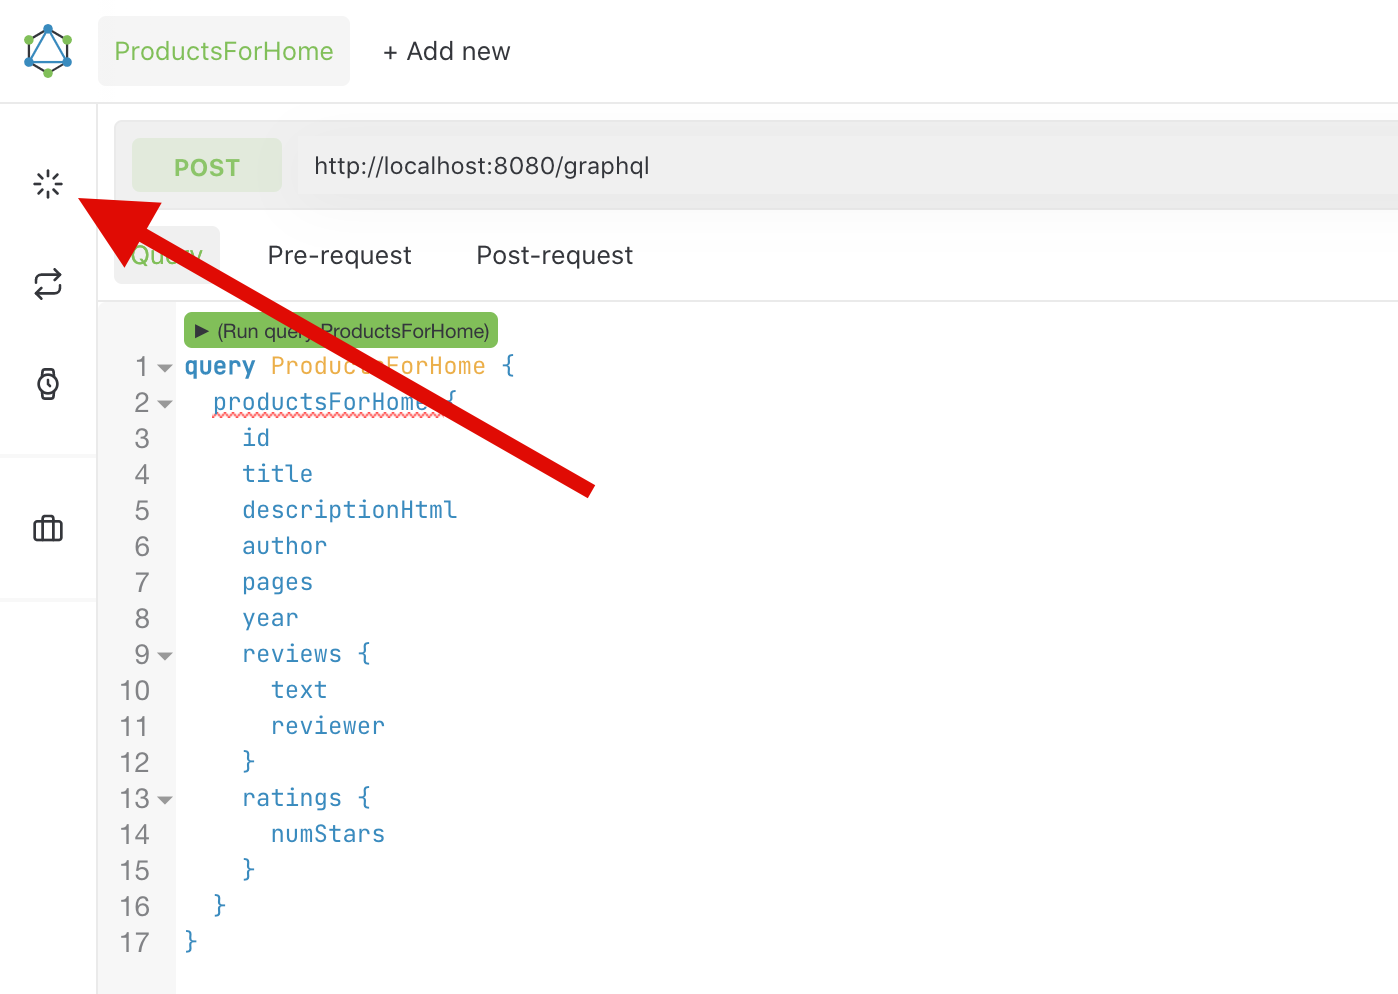 ProductsForHome + Add new
POST http://localhost:8080/graphql
Query Pre-request Post-request
(Run query ProductsForHome)
1 query ProductsForHome {
2 productsForHome {
3 id
4 title
5 descriptionHtml
6 author
7 pages
8 year
9 reviews {
10 text
11 reviewer
12 }
13 ratings {
14 numStars
15 }
16 }
17 }